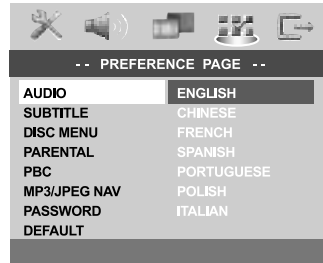 -- PREFERENCE PAGE --
AUDIO ENGLISH
SUBTITLE CHINESE
DISC MENU FRENCH
PARENTAL SPANISH
PBC PORTUGUESE
MP3/JPEG NAV POLISH
PASSWORD ITALIAN
DEFAULT